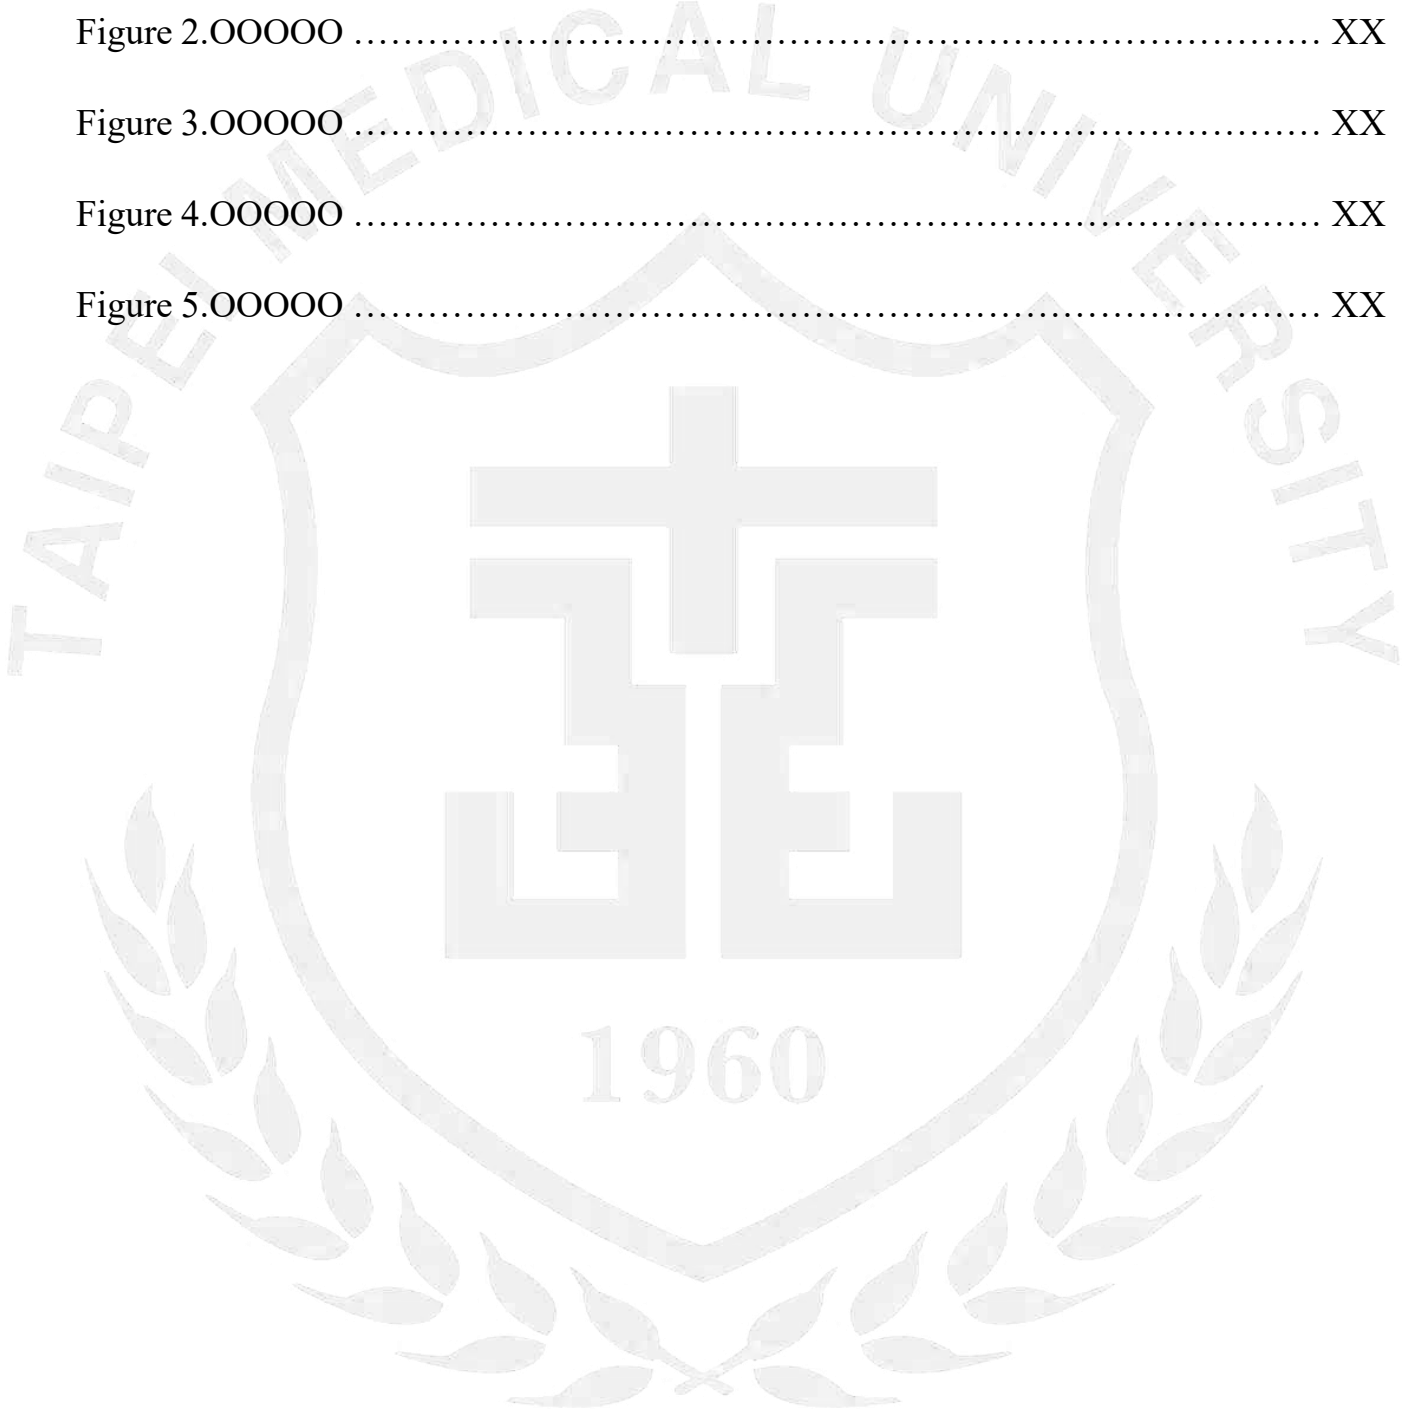 Figure 2.OOOOO ........................................................................ XX
Figure 3.OOOOO ........................................................................ XX
Figure 4.OOOOO ........................................................................ XX
Figure 5.OOOOO ........................................................................ XX
TAIPEI MEDICAL UNIVERSITY
1960